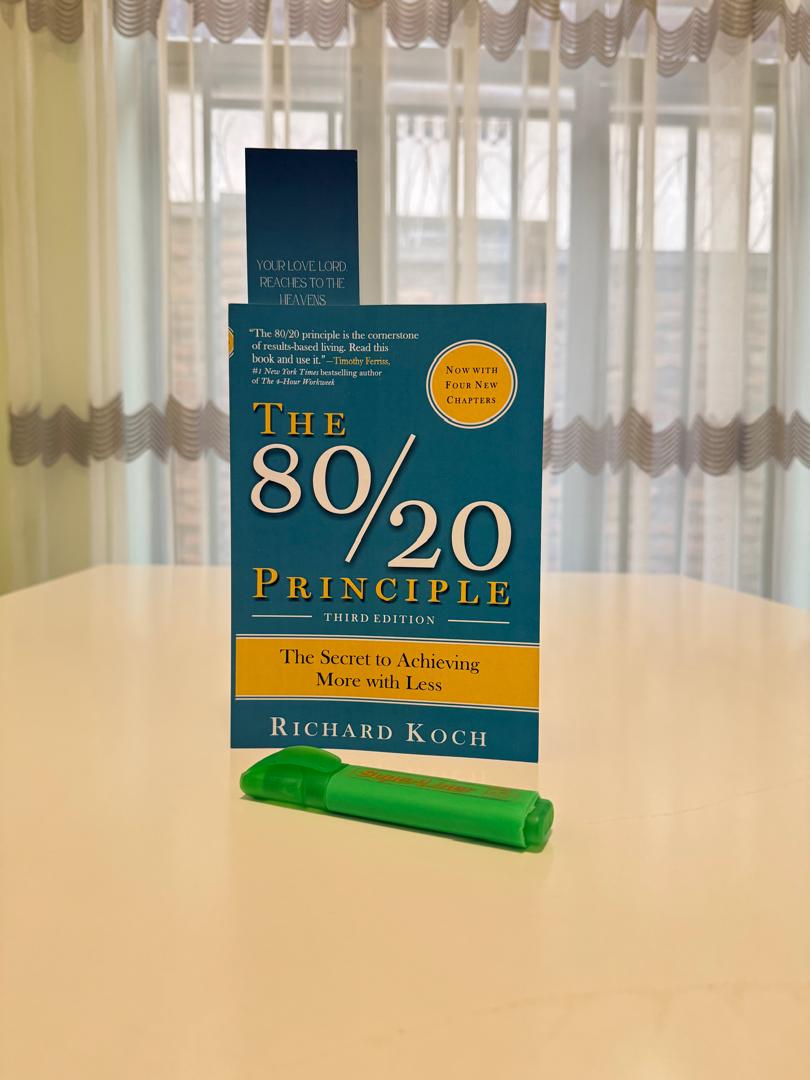 YOUR LOVE, LORD,
REACHES TO THE
HEAVENS
"The 80/20 principle is the cornerstone
of results-based living. Read this
book and use it." —Timothy Ferriss,
#1 New York Times bestselling author
of The 4-Hour Workweek
NOW WITH
FOUR NEW
CHAPTERS
THE
80/20
PRINCIPLE
THIRD EDITION
The Secret to Achieving
More with Less
RICHARD KOCH
SuperLiner